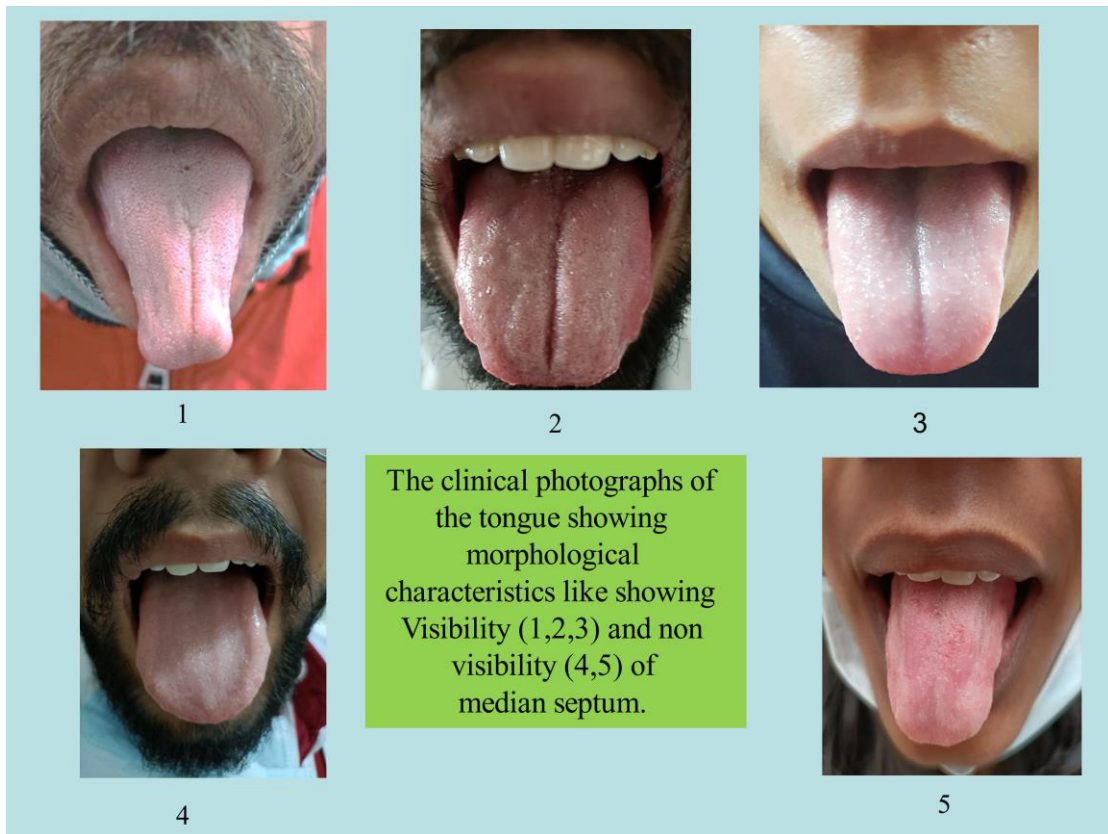 1
2
3
The clinical photographs of
the tongue showing
morphological
characteristics like showing
Visibility (1,2,3) and non
visibility (4,5) of
median septum.
4
5